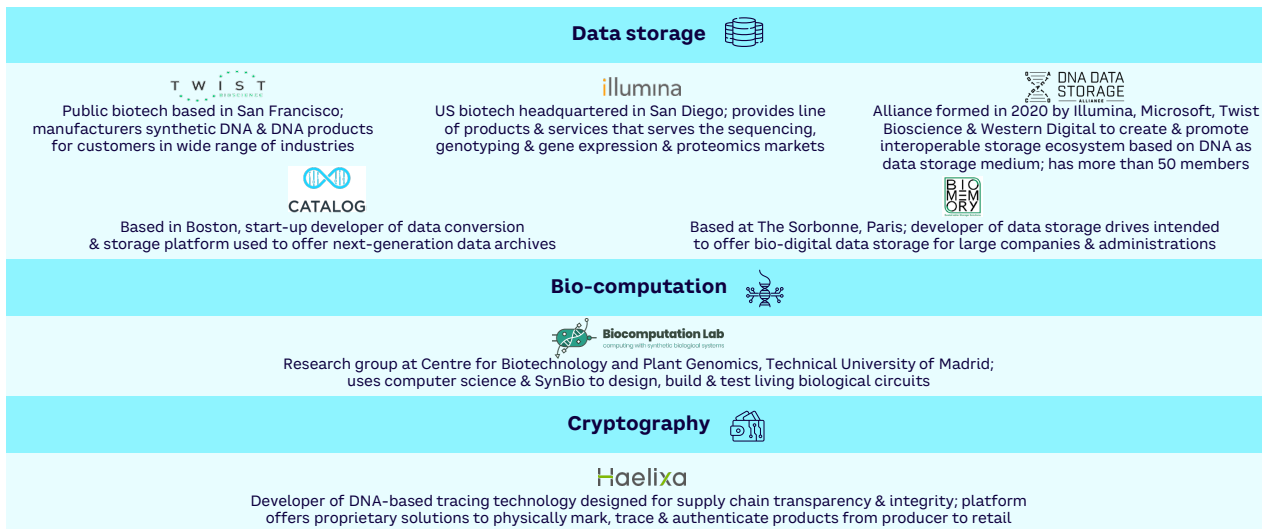 Data storage
TWIST
BIOSCIENCE
Public biotech based in San Francisco;
manufacturers synthetic DNA & DNA products
for customers in wide range of industries
illumına
US biotech headquartered in San Diego; provides line
of products & services that serves the sequencing,
genotyping & gene expression & proteomics markets
DNA DATA
STORAGE
ALLIANCE
Alliance formed in 2020 by Illumina, Microsoft, Twist
Bioscience & Western Digital to create & promote
interoperable storage ecosystem based on DNA as
data storage medium; has more than 50 members
CATALOG
Based in Boston, start-up developer of data conversion
& storage platform used to offer next-generation data archives
BIO
MEM
ORY
Based at The Sorbonne, Paris; developer of data storage drives intended
to offer bio-digital data storage for large companies & administrations
Bio-computation
Biocomputation Lab
computing with synthetic biological systems
Research group at Centre for Biotechnology and Plant Genomics, Technical University of Madrid;
uses computer science & SynBio to design, build & test living biological circuits
Cryptography
Haelixa
Developer of DNA-based tracing technology designed for supply chain transparency & integrity; platform
offers proprietary solutions to physically mark, trace & authenticate products from producer to retail